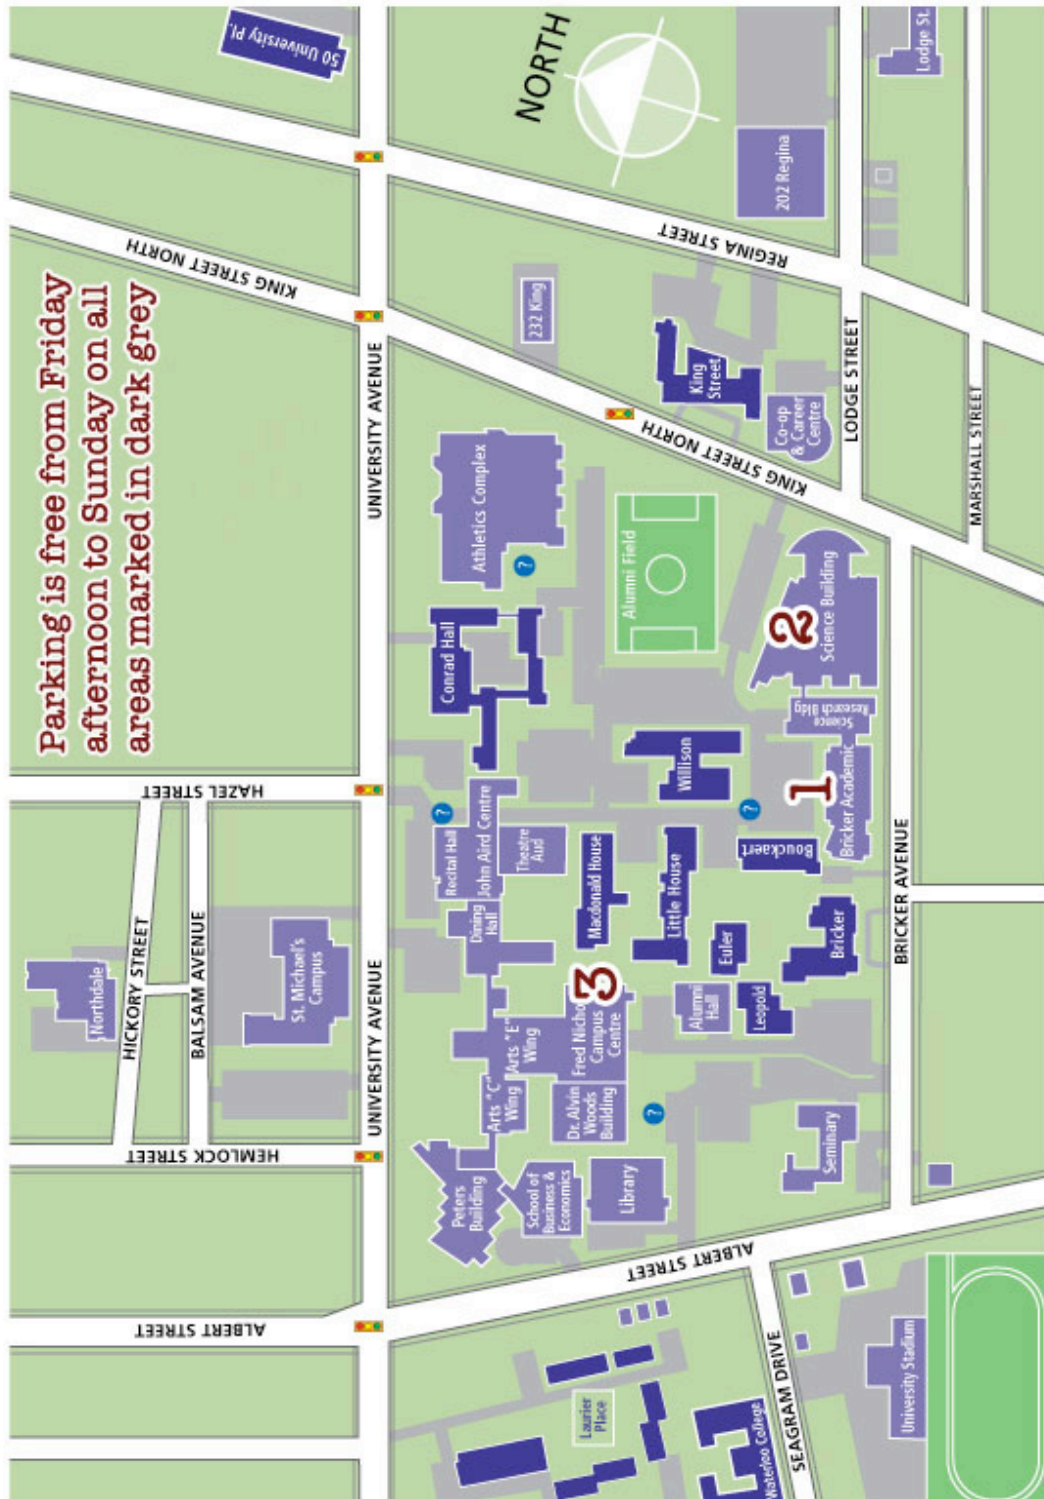 Parking is free from Friday
afternoon to Sunday on all
areas marked in dark grey
NORTH
50 University Pl.
Lodge St.
202 Regina
REGINA STREET
KING STREET NORTH
232 King
King
Street
Co-op
& Career
Centre
LODGE STREET
MARSHALL STREET
KING STREET NORTH
UNIVERSITY AVENUE
Athletics Complex
?
Alumni Field
2
Science Building
Science
Research Bldg
Conrad Hall
Willison
1
Bricker Academic
?
Bouckaert
HAZEL STREET
?
Recital Hall
John Aird Centre
Theatre
Aud
Macdonald House
Little House
Dining
Hall
Euler
Bricker
BRICKER AVENUE
HICKORY STREET
BALSAM AVENUE
Northdale
St. Michael's
Campus
UNIVERSITY AVENUE
3
Arts "E"
Wing
Fred Nicho
Campus
Centre
Alumni
Hall
Leopold
Arts "C"
Wing
Dr. Alvin
Woods
Building
?
Seminary
HEMLOCK STREET
Peters
Building
School of
Business &
Economics
Library
ALBERT STREET
ALBERT STREET
SEAGRAM DRIVE
Laurier
Place
Waterloo College
University Stadium